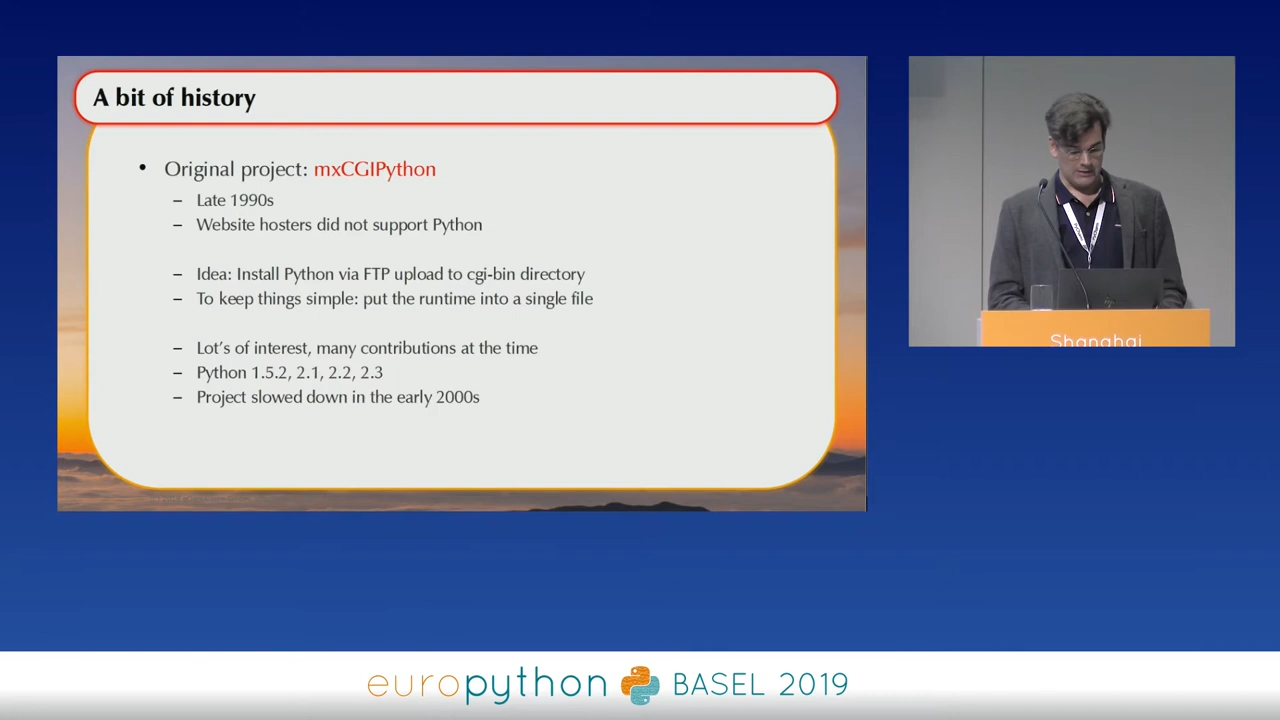 A bit of history
• Original project: mxCGIPython
– Late 1990s
– Website hosters did not support Python
– Idea: Install Python via FTP upload to cgi-bin directory
– To keep things simple: put the runtime into a single file
– Lot's of interest, many contributions at the time
– Python 1.5.2, 2.1, 2.2, 2.3
– Project slowed down in the early 2000s
Shanghai
europython BASEL 2019